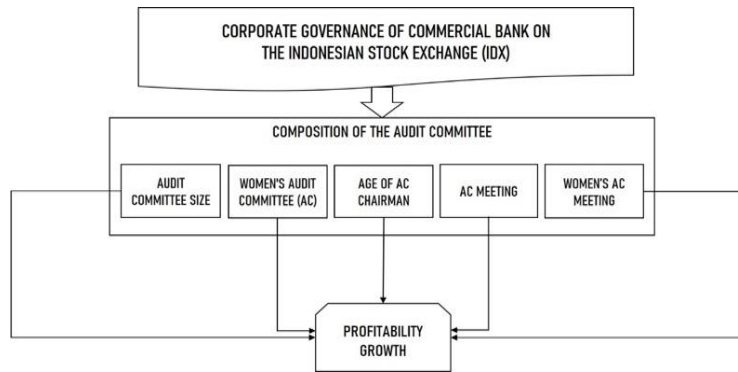 CORPORATE GOVERNANCE OF COMMERCIAL BANK ON
THE INDONESIAN STOCK EXCHANGE (IDX)
COMPOSITION OF THE AUDIT COMMITTEE
AUDIT
COMMITTEE SIZE
WOMEN'S AUDIT
COMMITTEE (AC)
AGE OF AC
CHAIRMAN
AC MEETING
WOMEN'S AC
MEETING
PROFITABILITY
GROWTH